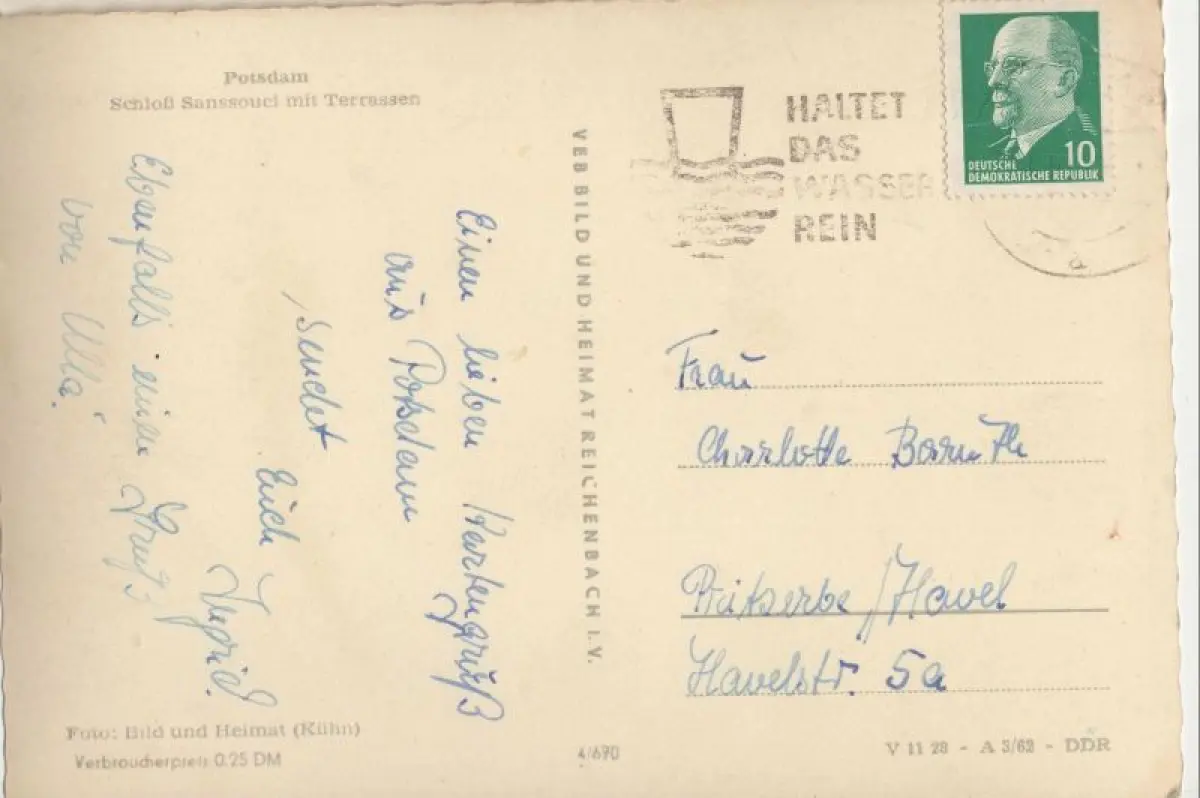 Potsdam
Schloß Sanssouci mit Terrassen
Einen lieben Kartengruß
aus Potsdam
sendet
Euch
Ingrid.
Ebenfalls einen Gruß
von Ulla.
Foto: Bild und Heimat (Kühn)
Verbraucherpreis 0.25 DM
VEB BILD UND HEIMAT REICHENBACH I. V.
4/690
HALTET
DAS
WASSER
REIN
10
DEUTSCHE
DEMOKRATISCHE REPUBLIK
Frau
Charlotte Barnuth
Pritzerbe/Havel
Havelstr. 5a
V 11 28 - A 3/62 - DDR